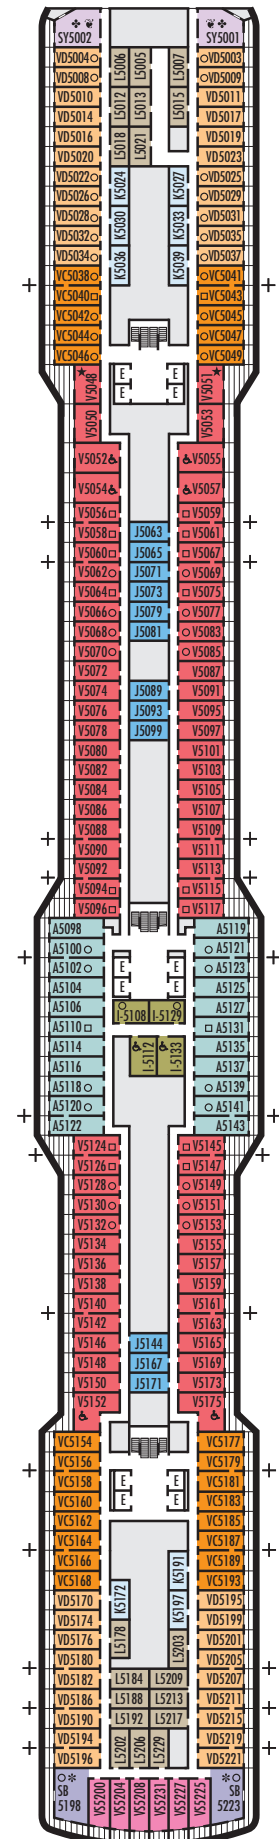 SY5002 SY5001
VD5004 L5006 L5005 L5007 VD5003
VD5008 VD5009
VD5010 L5012 L5013 L5015 VD5011
VD5014 VD5017
VD5016 L5018 L5021 VD5019
VD5020 VD5023
VD5022 K5024 K5027 VD5025
VD5026 VD5029
VD5028 K5030 K5033 VD5031
VD5032 VD5035
VD5034 K5036 K5039 VD5037
VC5038 VC5041
VC5040 VC5043
VC5042 VC5045
VC5044 VC5047
VC5046 VC5049
V5048 E E V5051
E E
V5050 V5053
V5052 V5055
V5054 V5057
V5056 V5059
V5058 J5063 V5061
V5060 J5065 V5067
V5062 J5071 V5069
V5064 J5073 V5075
V5066 J5079 V5077
V5068 J5081 V5083
V5070 V5085
V5072 V5087
V5074 J5089 V5091
V5076 J5093 V5095
V5078 J5099 V5097
V5080 V5101
V5082 V5103
V5084 V5105
V5086 V5107
V5088 V5109
V5090 V5111
V5092 V5113
V5094 V5115
V5096 V5117
A5098 A5119
A5100 E E A5121
A5102 E E A5123
A5104 E E A5125
A5106 I-5108 I-5129 A5127
A5110 A5131
A5114 I-5112 I-5133 A5135
A5116 A5137
A5118 A5139
A5120 A5141
A5122 A5143
V5124 V5145
V5126 V5147
V5128 V5149
V5130 V5151
V5132 V5153
V5134 V5155
V5136 V5157
V5138 V5159
V5140 V5161
V5142 V5163
V5146 J5144 V5165
V5148 J5167 V5169
V5150 J5171 V5173
V5152 V5175
VC5154 VC5177
VC5156 VC5179
VC5158 E E VC5181
VC5160 E E VC5183
VC5162 VC5185
VC5164 VC5187
VC5166 K5191 VC5189
VC5168 K5172 VC5193
VD5170 K5197 VD5195
VD5174 L5178 VD5199
VD5176 L5203 VD5201
VD5180 VD5205
VD5182 L5184 L5209 VD5207
VD5186 L5188 L5213 VD5211
VD5190 L5192 L5217 VD5215
VD5194 L5202 L5206 L5229 VD5219
VD5196 VD5221
SB SB
5198 VS5200 VS5204 VS5208 VS5231 VS5227 VS5225 5223